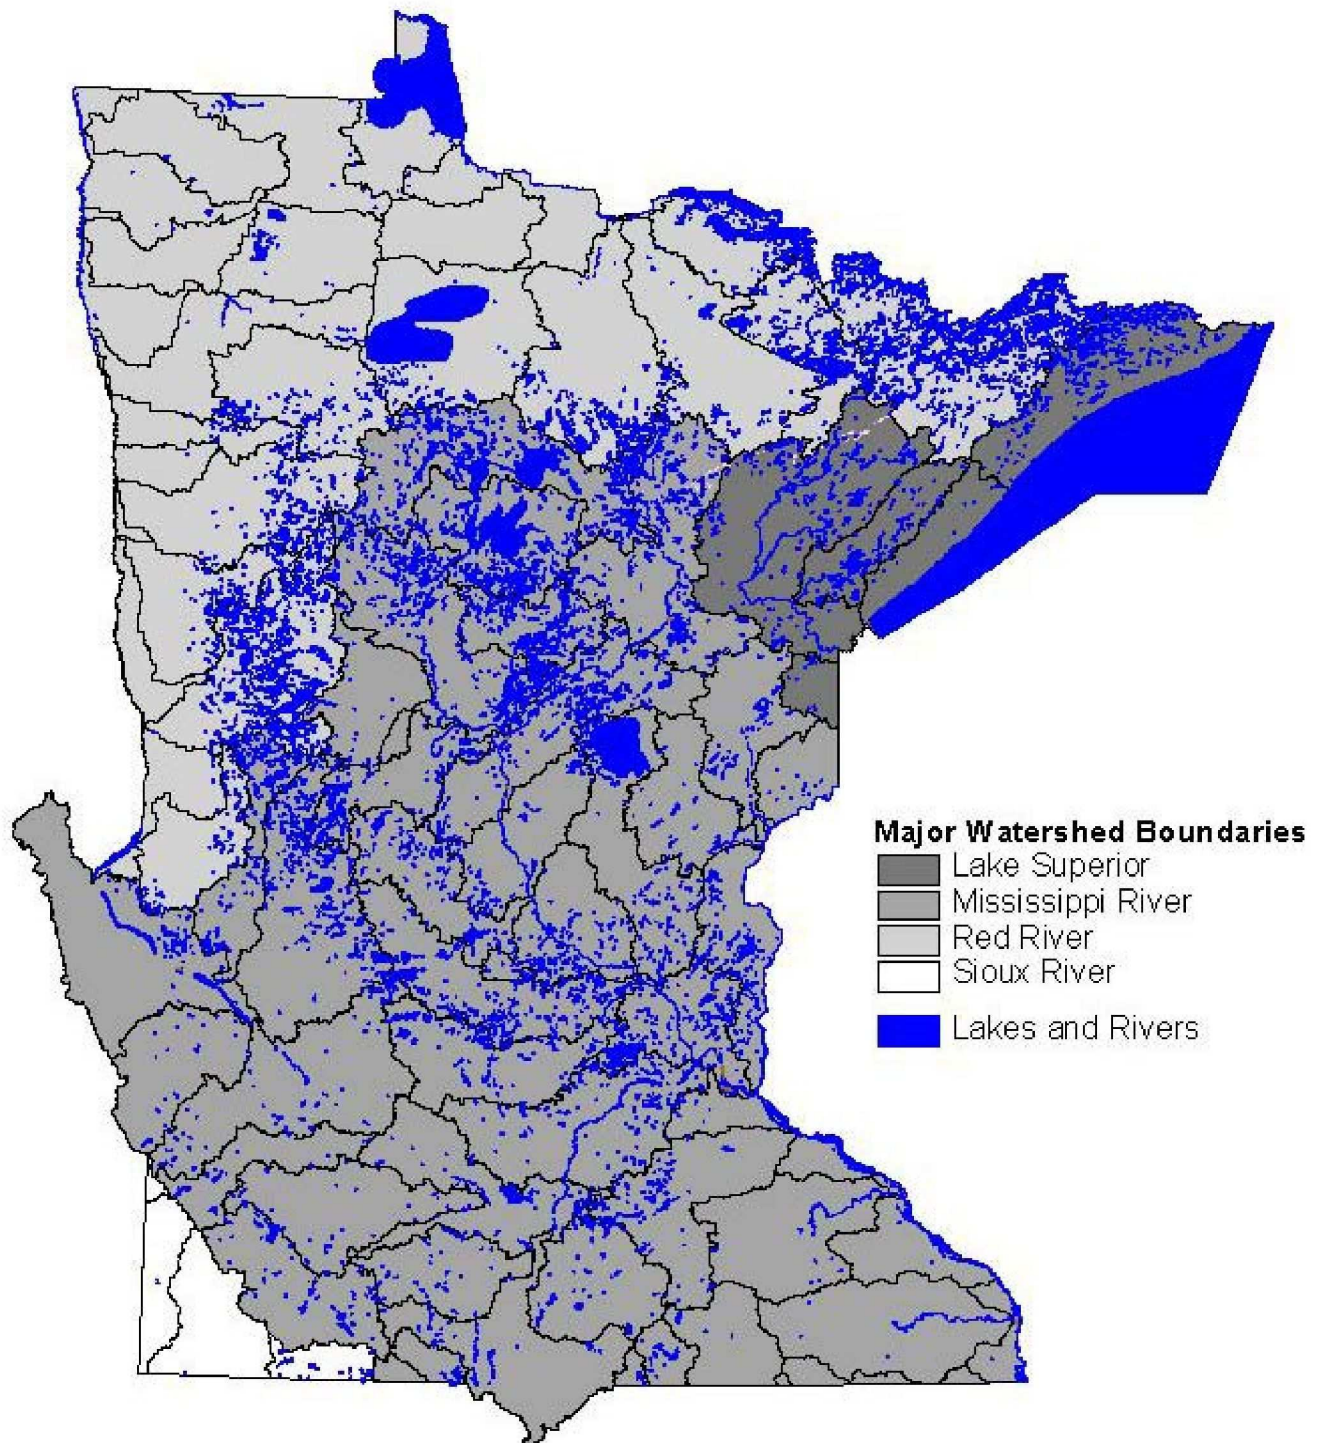 Major Watershed Boundaries
Lake Superior
Mississippi River
Red River
Sioux River
Lakes and Rivers